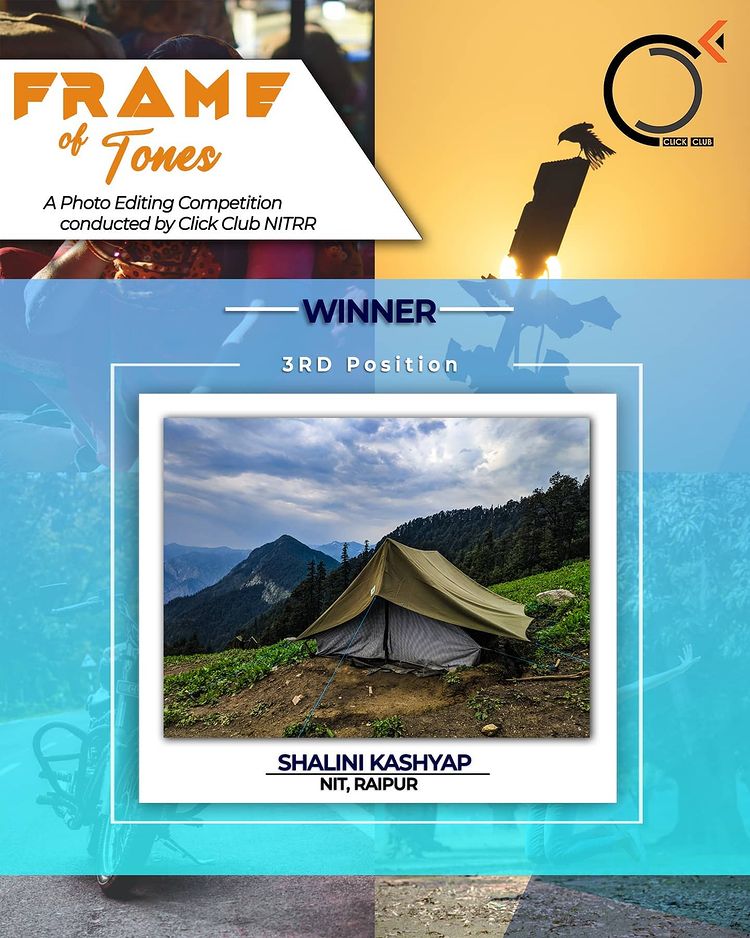 FRAME
of Tones
A Photo Editing Competition
conducted by Click Club NITRR
CLICK CLUB
WINNER
3RD Position
SHALINI KASHYAP
NIT, RAIPUR